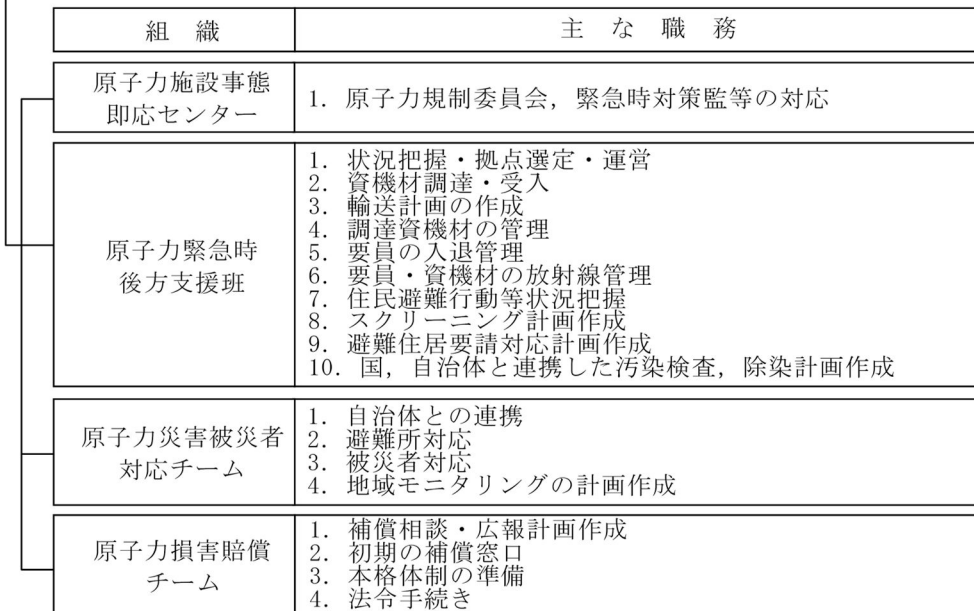 組 織
主 な 職 務
原子力施設事態
即応センター
1. 原子力規制委員会，緊急時対策監等の対応
原子力緊急時
後方支援班
1. 状況把握・拠点選定・運営
2. 資機材調達・受入
3. 輸送計画の作成
4. 調達資機材の管理
5. 要員の入退管理
6. 要員・資機材の放射線管理
7. 住民避難行動等状況把握
8. スクリーニング計画作成
9. 避難住居要請対応計画作成
10. 国，自治体と連携した汚染検査，除染計画作成
原子力災害被災者
対応チーム
1. 自治体との連携
2. 避難所対応
3. 被災者対応
4. 地域モニタリングの計画作成
原子力損害賠償
チーム
1. 補償相談・広報計画作成
2. 初期の補償窓口
3. 本格体制の準備
4. 法令手続き